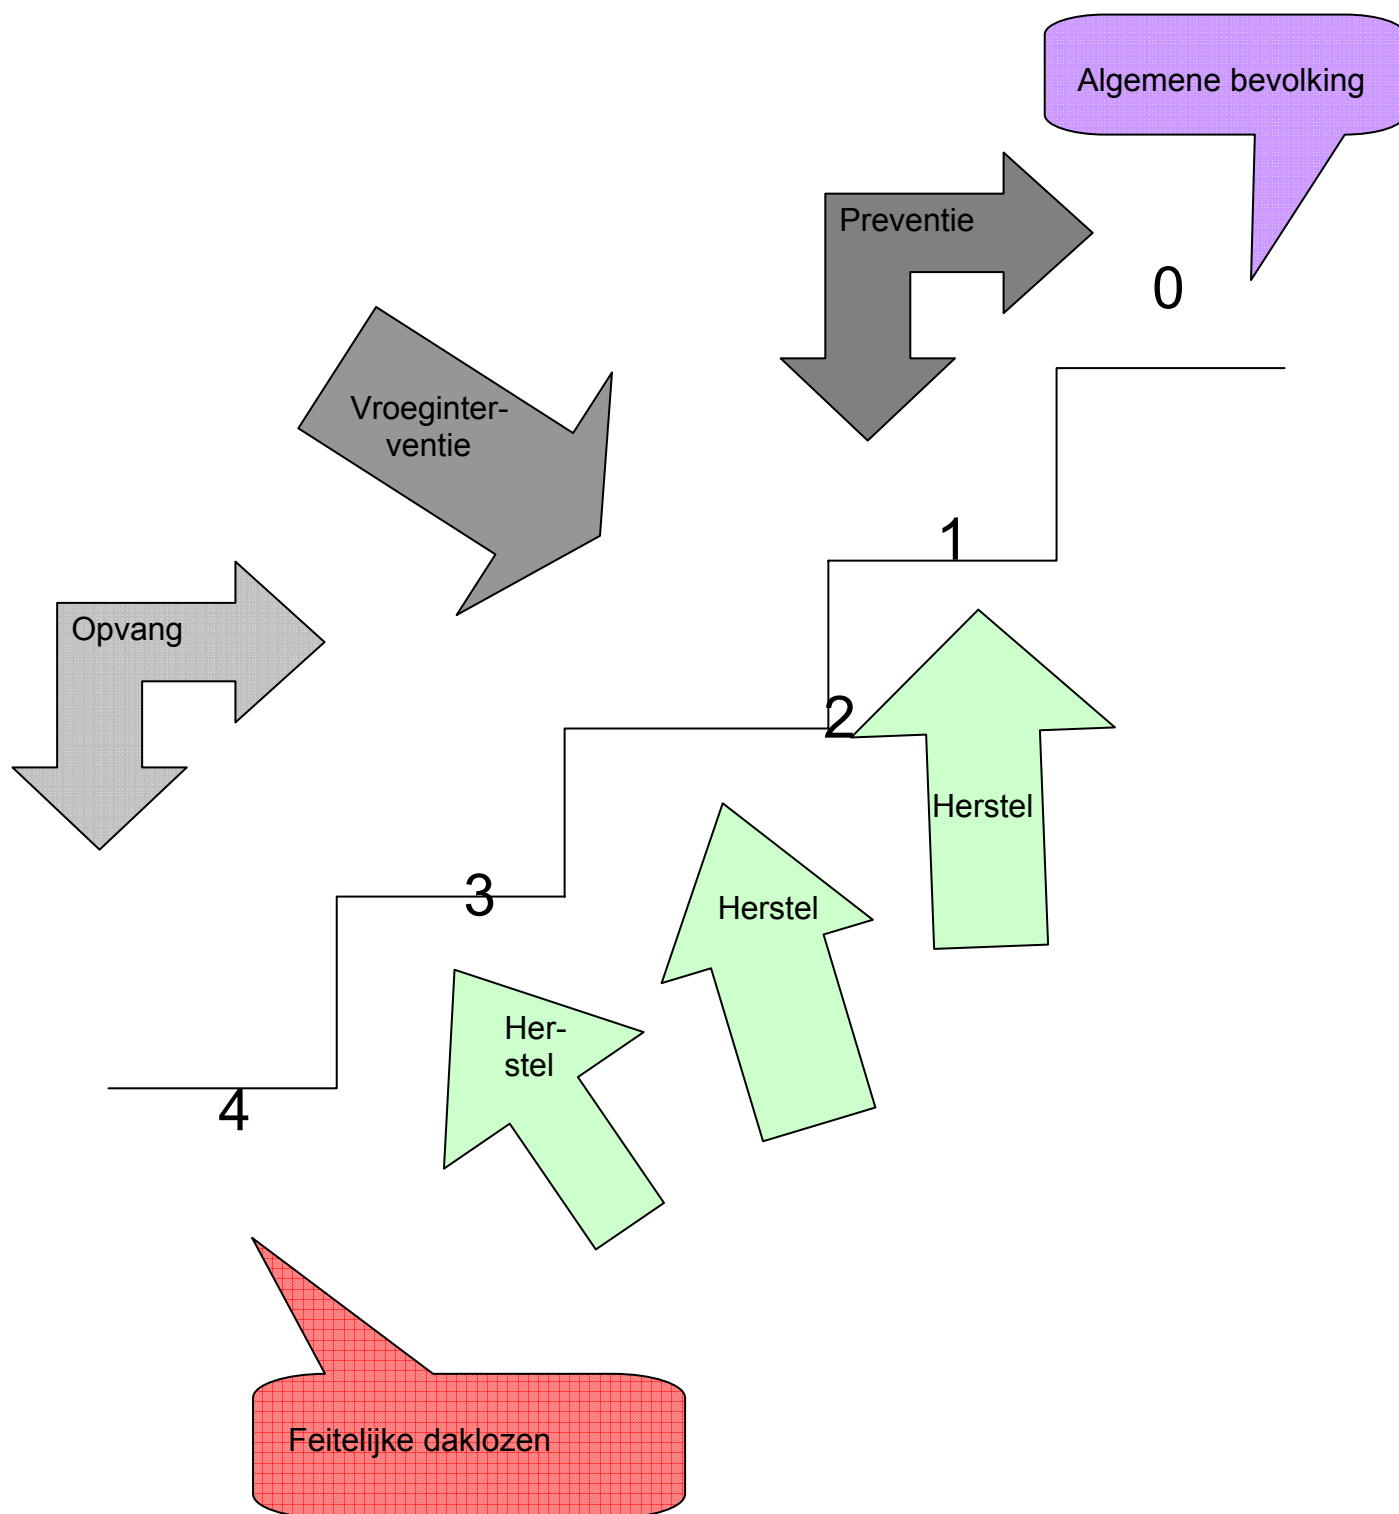 Algemene bevolking
Preventie
0
Vroeginter-
ventie
1
Opvang
2
Herstel
3
Herstel
Her-
stel
4
Feitelijke daklozen